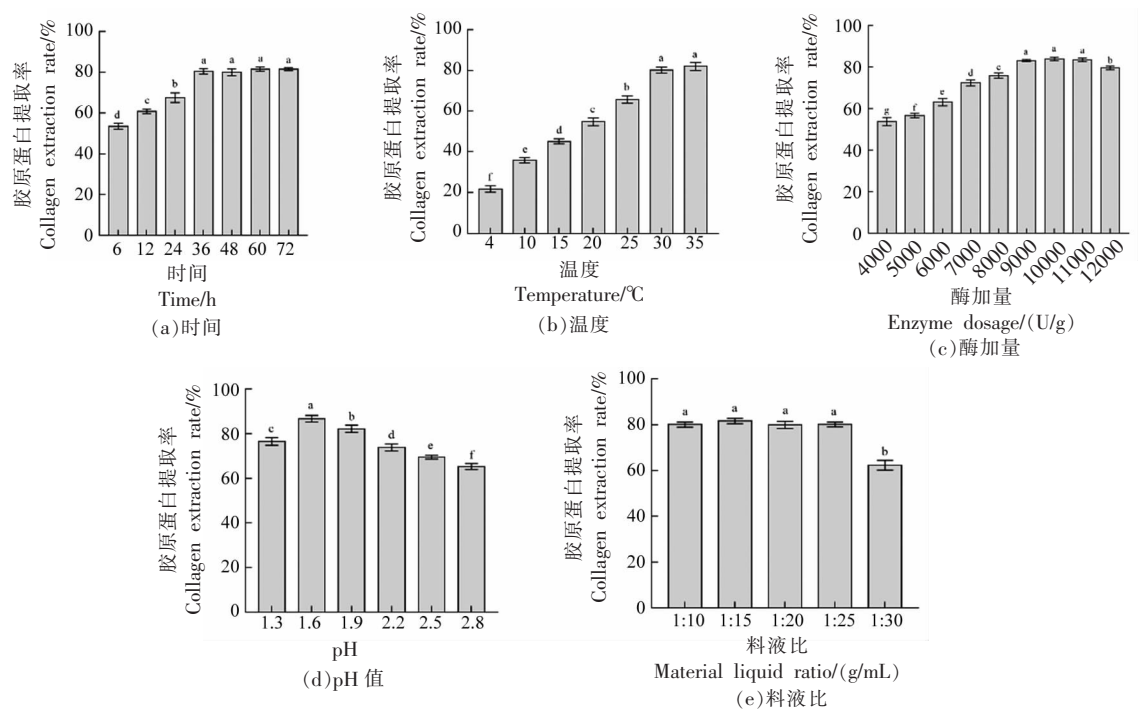 胶原蛋白提取率
Collagen extraction rate/%
100
80
60
40
20
0
d
c
b
a
a
a
a
6 12 24 36 48 60 72
时间
Time/h
(a)时间
胶原蛋白提取率
Collagen extraction rate/%
100
80
60
40
20
0
f
e
d
c
b
a
a
4 10 15 20 25 30 35
温度
Temperature/℃
(b)温度
胶原蛋白提取率
Collagen extraction rate/%
100
80
60
40
20
0
g
f
e
d
c
a
a
a
b
4000 5000 6000 7000 8000 9000 10000 11000 12000
酶加量
Enzyme dosage/(U/g)
(c)酶加量
胶原蛋白提取率
Collagen extraction rate/%
100
80
60
40
20
0
c
a
b
d
e
f
1.3 1.6 1.9 2.2 2.5 2.8
pH
(d)pH 值
胶原蛋白提取率
Collagen extraction rate/%
100
80
60
40
20
0
a
a
a
a
b
1:10 1:15 1:20 1:25 1:30
料液比
Material liquid ratio/(g/mL)
(e)料液比